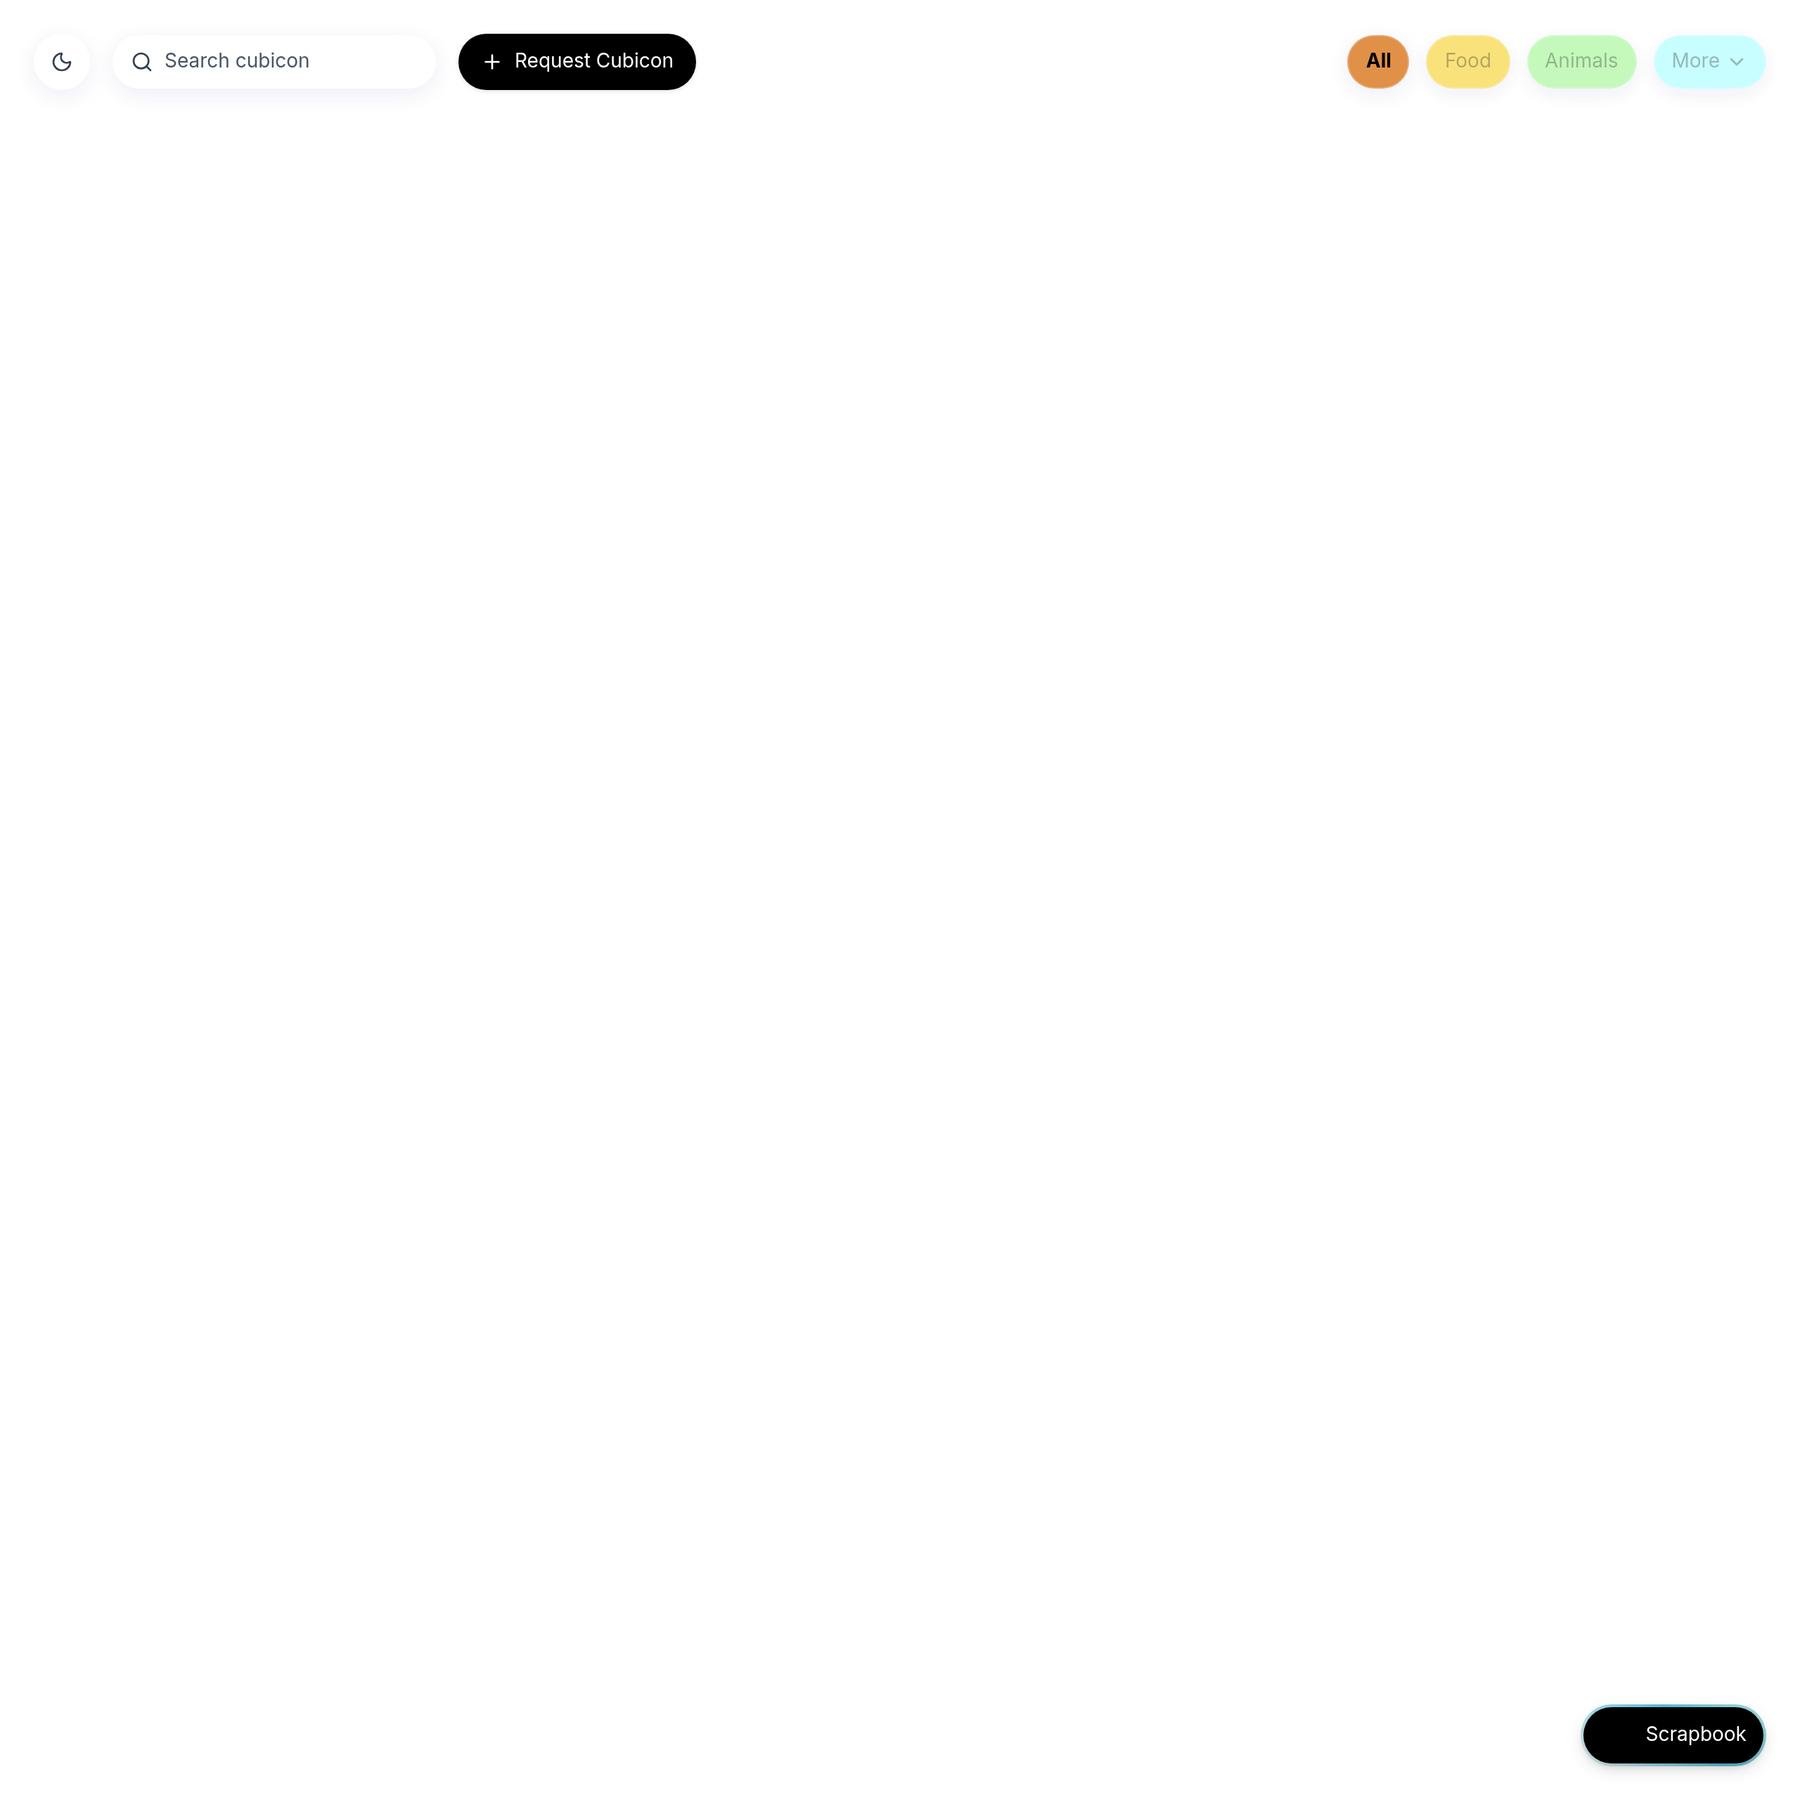 Search cubicon
Request Cubicon
All
Food
Animals
More
Scrapbook